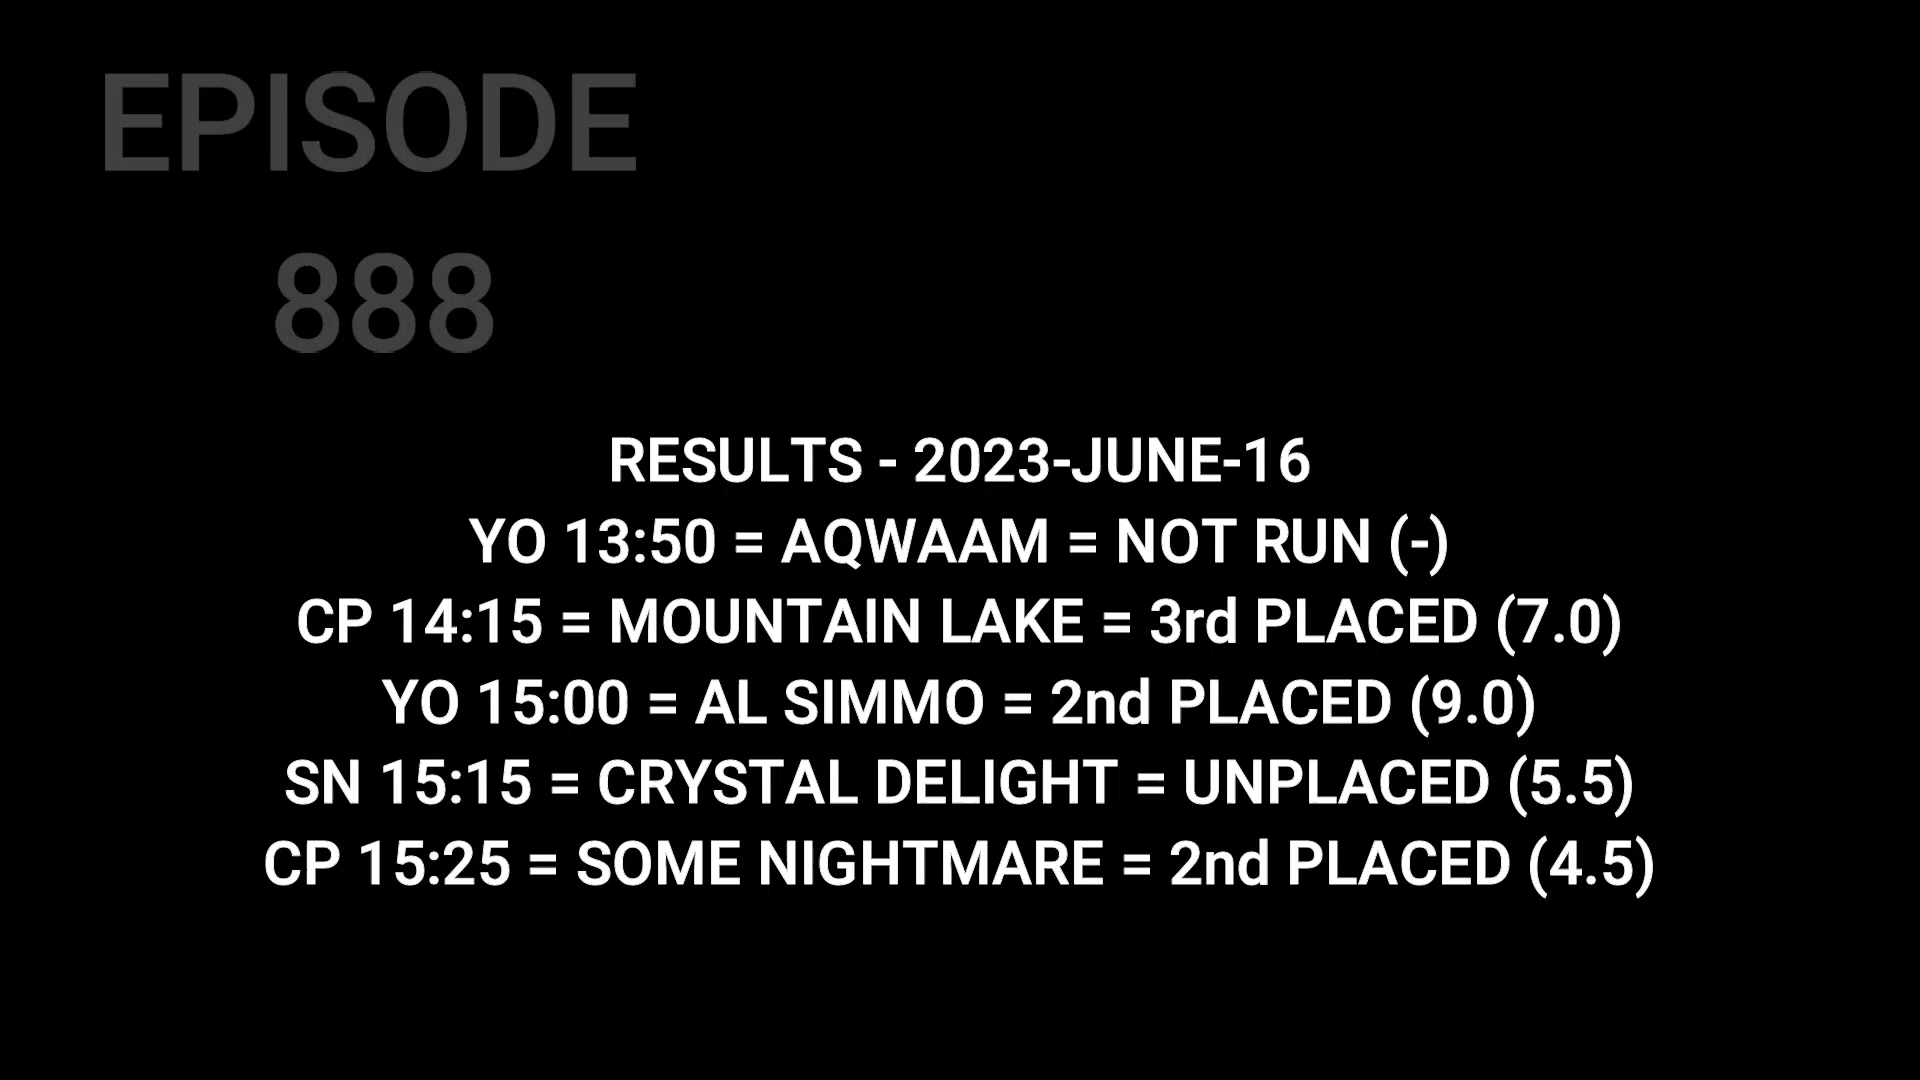 EPISODE
888
RESULTS - 2023-JUNE-16
YO 13:50 = AQWAAM = NOT RUN (-)
CP 14:15 = MOUNTAIN LAKE = 3rd PLACED (7.0)
YO 15:00 = AL SIMMO = 2nd PLACED (9.0)
SN 15:15 = CRYSTAL DELIGHT = UNPLACED (5.5)
CP 15:25 = SOME NIGHTMARE = 2nd PLACED (4.5)